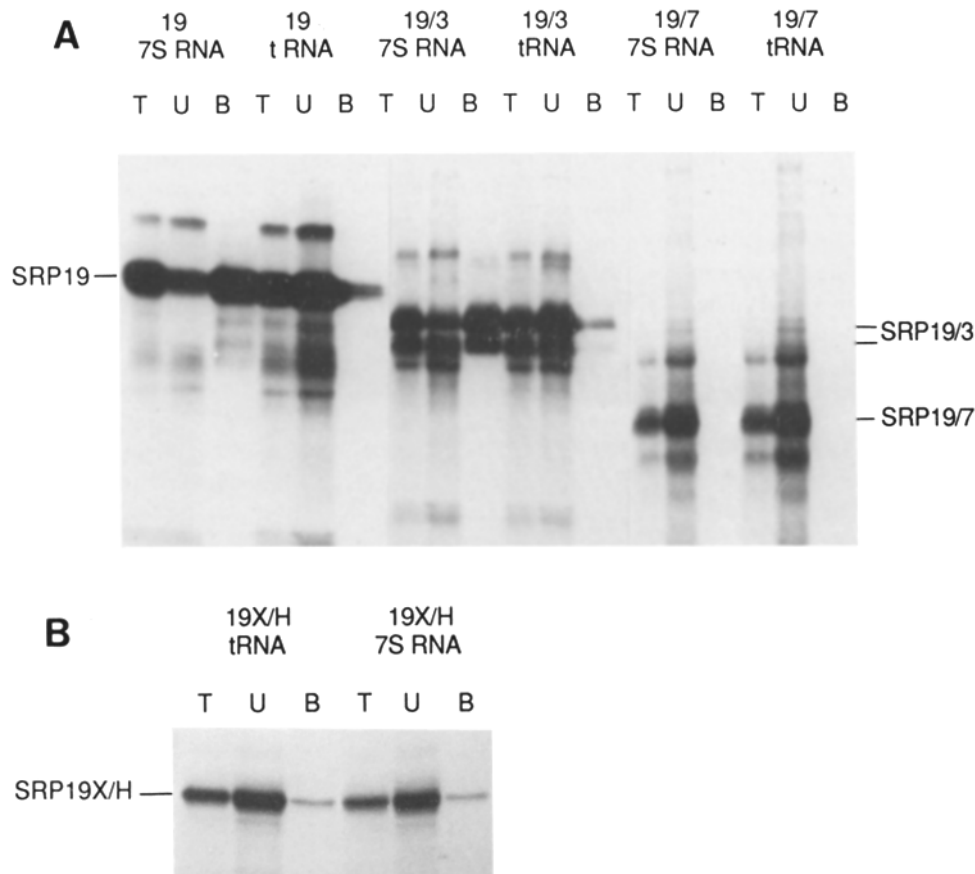 A
19 19 19/3 19/3 19/7 19/7
7S RNA t RNA 7S RNA tRNA 7S RNA tRNA
T U B T U B T U B T U B T U B T U B
SRP19
SRP19/3
SRP19/7
B
19X/H 19X/H
tRNA 7S RNA
T U B T U B
SRP19X/H